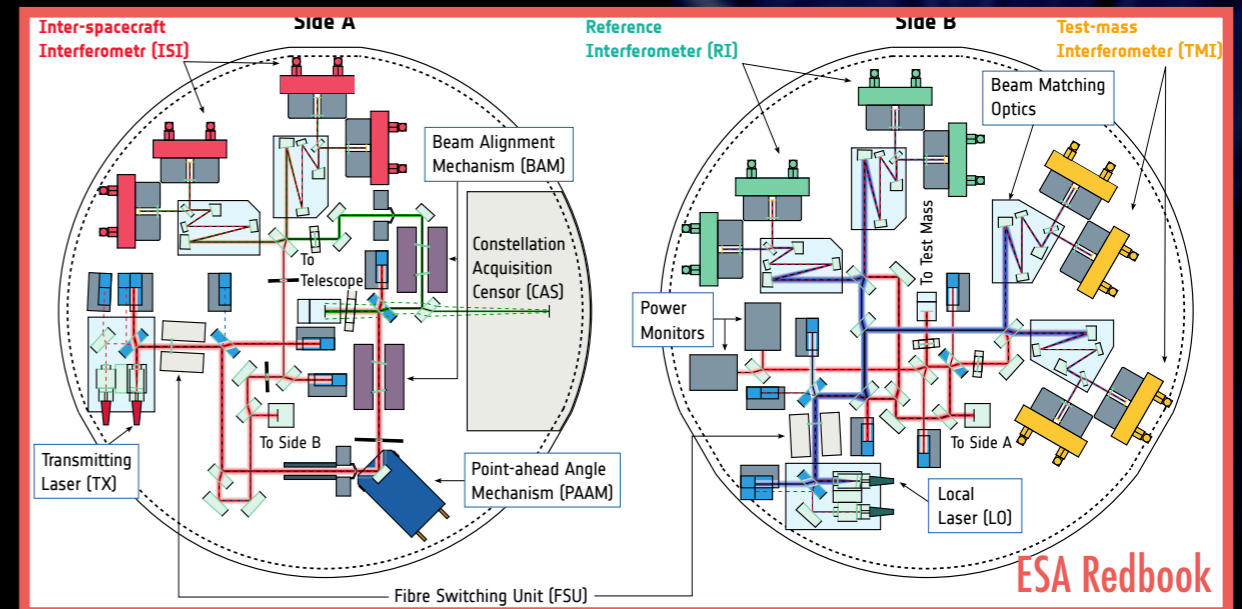 Side A
Side B
Inter-spacecraft
Interferometr (ISI)
Reference
Interferometer (RI)
Test-mass
Interferometer (TMI)
Beam Matching
Optics
Beam Alignment
Mechanism (BAM)
Constellation
Acquisition
Censor (CAS)
To
Telescope
To Test Mass
Power
Monitors
To Side B
To Side A
Transmitting
Laser (TX)
Point-ahead Angle
Mechanism (PAAM)
Local
Laser (LO)
Fibre Switching Unit (FSU)
ESA Redbook